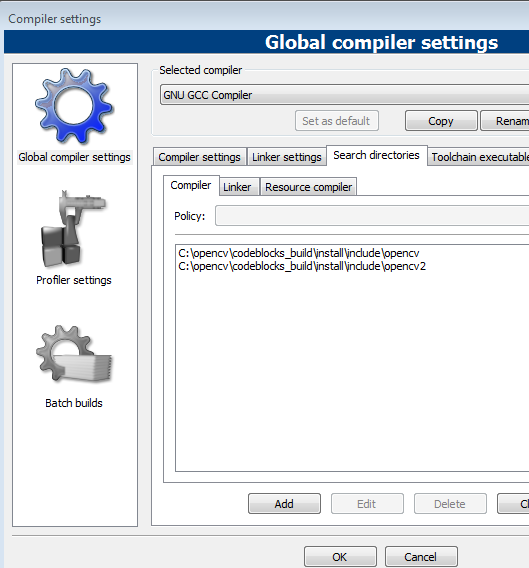 Compiler settings
Global compiler settings
Selected compiler
GNU GCC Compiler
Set as default
Copy
Renam
Global compiler settings
Compiler settings
Linker settings
Search directories
Toolchain executable
Compiler
Linker
Resource compiler
Profiler settings
Policy:
C:\opencv\codeblocks_build\install\include\opencv
C:\opencv\codeblocks_build\install\include\opencv2
Batch builds
Add
Edit
Delete
Cl
OK
Cancel